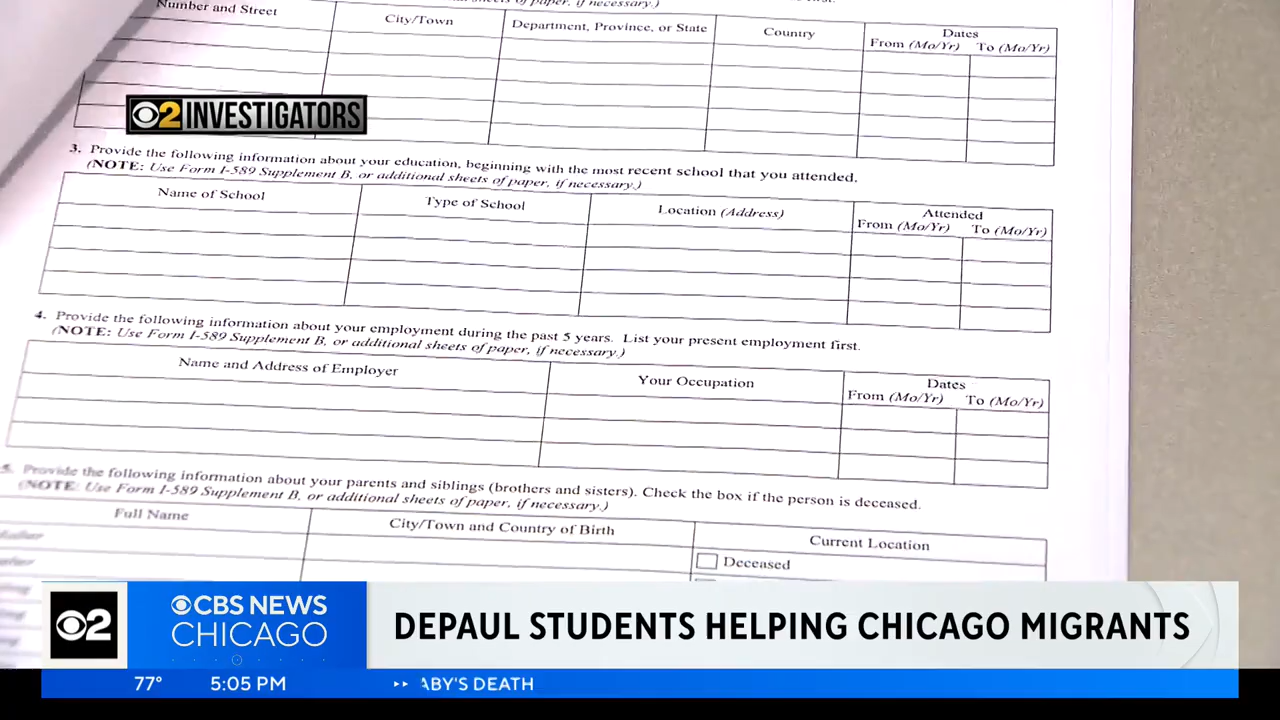 sheets of paper, if necessary.)
Number and Street
City/Town
Department, Province, or State
Country
Dates
From (Mo/Yr)
To (Mo/Yr)
2 INVESTIGATORS
3. Provide the following information about your education, beginning with the most recent school that you attended.
(NOTE: Use Form I-589 Supplement B, or additional sheets of paper, if necessary.)
Name of School
Type of School
Location (Address)
Attended
From (Mo/Yr)
To (Mo/Yr)
4. Provide the following information about your employment during the past 5 years. List your present employment first.
(NOTE: Use Form I-589 Supplement B, or additional sheets of paper, if necessary.)
Name and Address of Employer
Your Occupation
Dates
From (Mo/Yr)
To (Mo/Yr)
5. Provide the following information about your parents and siblings (brothers and sisters). Check the box if the person is deceased.
(NOTE: Use Form I-589 Supplement B, or additional sheets of paper, if necessary.)
Full Name
City/Town and Country of Birth
Current Location
Deceased
2
CBS NEWS
CHICAGO
DEPAUL STUDENTS HELPING CHICAGO MIGRANTS
77° 5:05 PM ABY'S DEATH